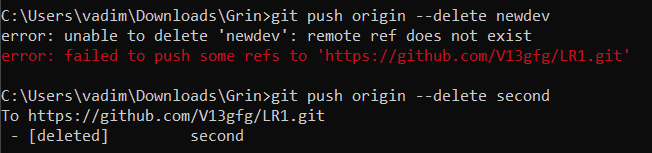 C:\Users\vadim\Downloads\Grin>git push origin --delete newdev
error: unable to delete 'newdev': remote ref does not exist
error: failed to push some refs to 'https://github.com/V13gfg/LR1.git'
C:\Users\vadim\Downloads\Grin>git push origin --delete second
To https://github.com/V13gfg/LR1.git
 - [deleted]         second